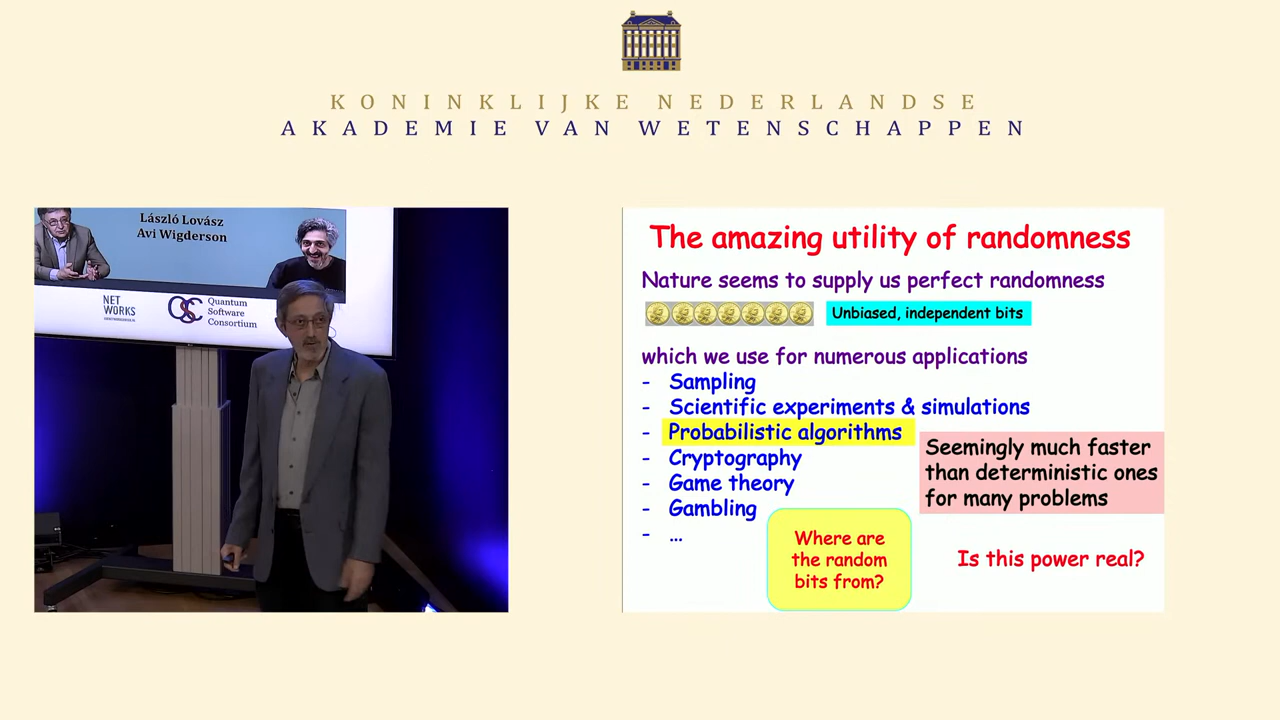 KONINKLIJKE NEDERLANDSE
AKADEMIE VAN WETENSCHAPPEN
László Lovász
Avi Wigderson
NET
WORKS
QSC
Quantum
Software
Consortium
The amazing utility of randomness
Nature seems to supply us perfect randomness
Unbiased, independent bits
which we use for numerous applications
- Sampling
- Scientific experiments & simulations
- Probabilistic algorithms
- Cryptography
- Game theory
- Gambling
- ...
Seemingly much faster
than deterministic ones
for many problems
Where are
the random
bits from?
Is this power real?